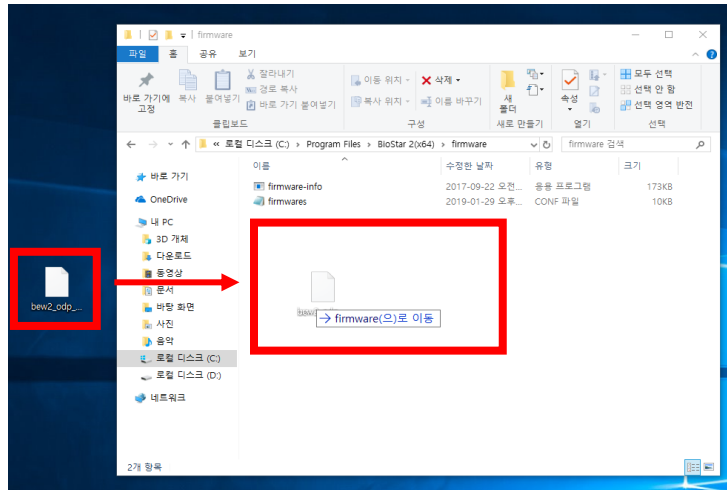 firmware
파일 홈 공유 보기
바로 가기에 고정
복사
붙여넣기
잘라내기
경로 복사
바로 가기 붙여넣기
이동 위치
복사 위치
삭제
이름 바꾸기
새 폴더
속성
모두 선택
선택 안 함
선택 영역 반전
클립보드 구성 새로 만들기 열기 선택
« 로컬 디스크 (C:) › Program Files › BioStar 2(x64) › firmware
firmware 검색
이름 수정한 날짜 유형 크기
firmware-info 2017-09-22 오전... 응용 프로그램 173KB
firmwares 2019-01-29 오후... CONF 파일 10KB
바로 가기
OneDrive
내 PC
3D 개체
다운로드
동영상
문서
바탕 화면
사진
음악
로컬 디스크 (C:)
로컬 디스크 (D:)
네트워크
bew2_odp_...
→ firmware(으)로 이동
2개 항목